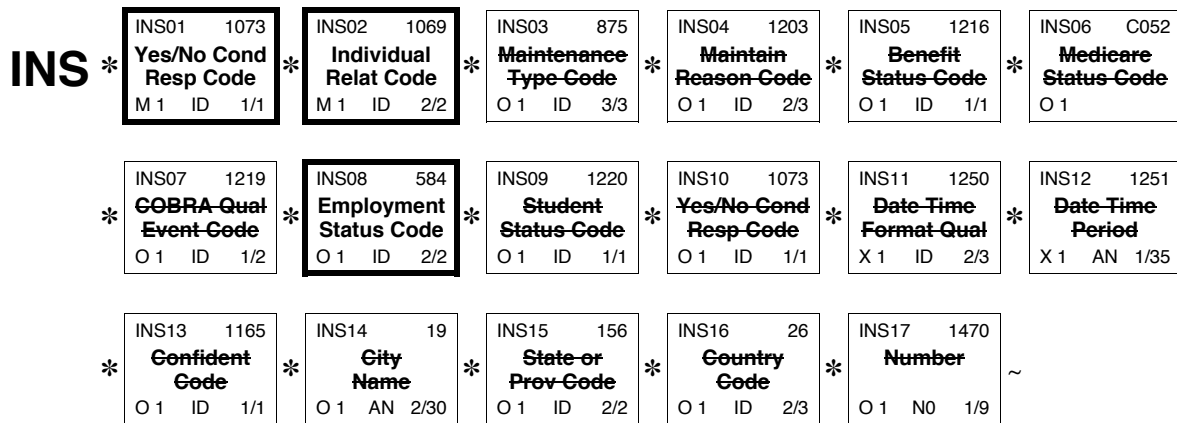 INS01 1073 INS02 1069 INS03 875 INS04 1203 INS05 1216 INS06 C052
INS * Yes/No Cond * Individual * Maintenance * Maintain * Benefit * Medicare
Resp Code Relat Code Type Code Reason Code Status Code Status Code
M 1 ID 1/1 M 1 ID 2/2 O 1 ID 3/3 O 1 ID 2/3 O 1 ID 1/1 O 1
INS07 1219 INS08 584 INS09 1220 INS10 1073 INS11 1250 INS12 1251
* COBRA Qual * Employment * Student * Yes/No Cond * Date Time * Date Time
Event Code Status Code Status Code Resp Code Format Qual Period
O 1 ID 1/2 O 1 ID 2/2 O 1 ID 1/1 O 1 ID 1/1 X 1 ID 2/3 X 1 AN 1/35
INS13 1165 INS14 19 INS15 156 INS16 26 INS17 1470
* Confident * City * State or * Country * Number ~
Code Name Prov Code Code
O 1 ID 1/1 O 1 AN 2/30 O 1 ID 2/2 O 1 ID 2/3 O 1 N0 1/9